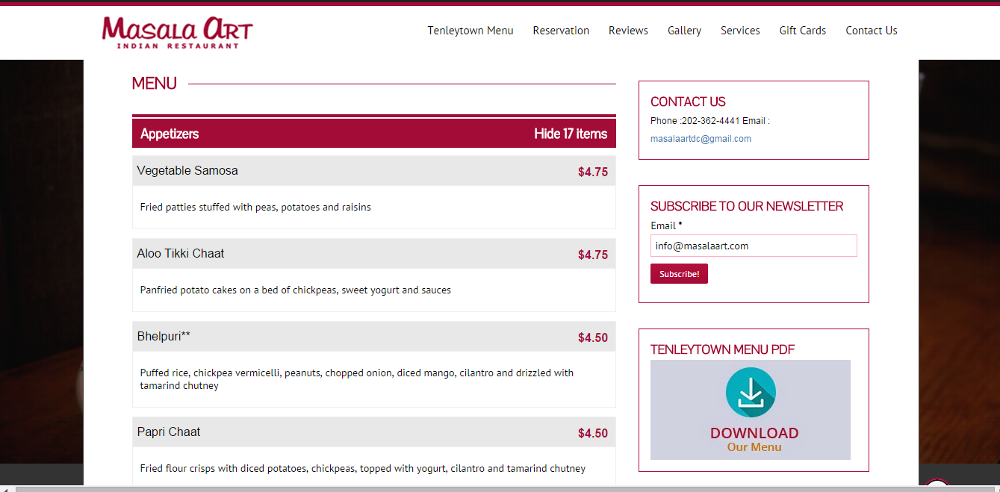 Masala Art
INDIAN RESTAURANT
Tenleytown Menu Reservation Reviews Gallery Services Gift Cards Contact Us
MENU
Appetizers Hide 17 items
Vegetable Samosa $4.75
Fried patties stuffed with peas, potatoes and raisins
Aloo Tikki Chaat $4.75
Panfried potato cakes on a bed of chickpeas, sweet yogurt and sauces
Bhelpuri** $4.50
Puffed rice, chickpea vermicelli, peanuts, chopped onion, diced mango, cilantro and drizzled with
tamarind chutney
Papri Chaat $4.50
Fried flour crisps with diced potatoes, chickpeas, topped with yogurt, cilantro and tamarind chutney
CONTACT US
Phone :202-362-4441 Email :
masalaartdc@gmail.com
SUBSCRIBE TO OUR NEWSLETTER
Email *
info@masalaart.com
Subscribe!
TENLEYTOWN MENU PDF
DOWNLOAD
Our Menu